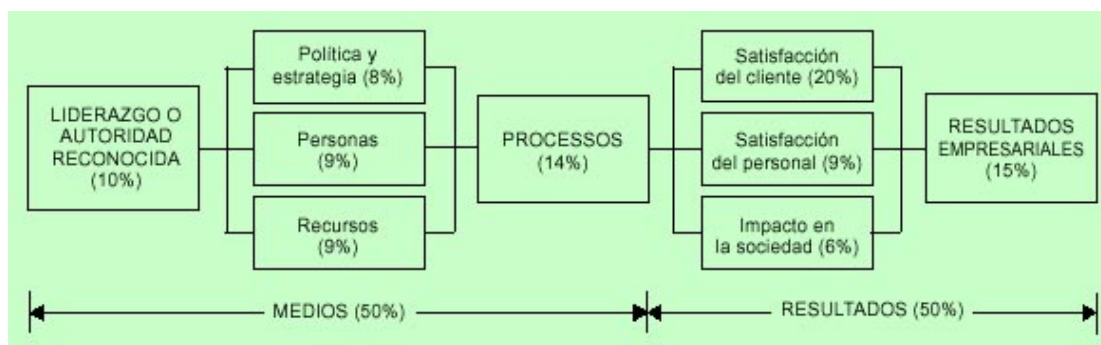 LIDERAZGO O
AUTORIDAD
RECONOCIDA
(10%)
Política y
estrategia (8%)
Personas
(9%)
Recursos
(9%)
PROCESSOS
(14%)
Satisfacción
del cliente (20%)
Satisfacción
del personal (9%)
Impacto en
la sociedad (6%)
RESULTADOS
EMPRESARIALES
(15%)
MEDIOS (50%)
RESULTADOS (50%)